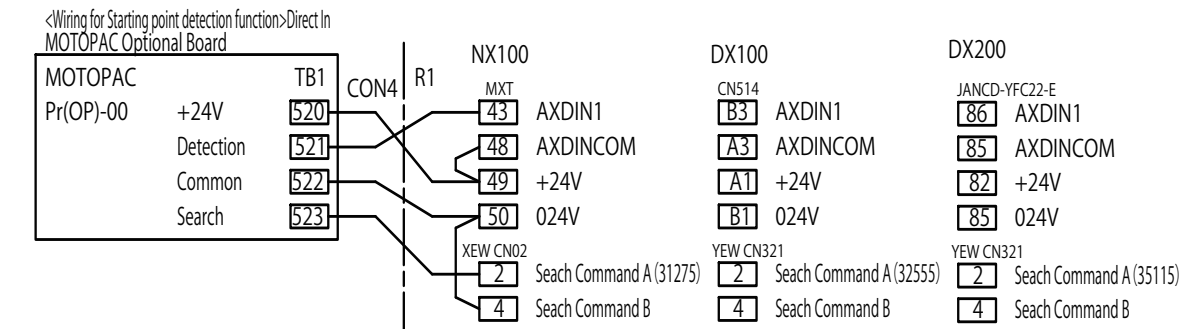 <Wiring for Starting point detection function>Direct In
MOTOPAC Optional Board
NX100 DX100 DX200
MOTOPAC TB1 CON4 R1 MXT CN514 JANCD-YFC22-E
Pr(OP)-00 +24V 520 43 AXDIN1 B3 AXDIN1 86 AXDIN1
Detection 521 48 AXDINCOM A3 AXDINCOM 85 AXDINCOM
Common 522 49 +24V A1 +24V 82 +24V
Search 523 50 024V B1 024V 85 024V
XEW CN02 YEW CN321 YEW CN321
2 Seach Command A (31275) 2 Seach Command A (32555) 2 Seach Command A (35115)
4 Seach Command B 4 Seach Command B 4 Seach Command B